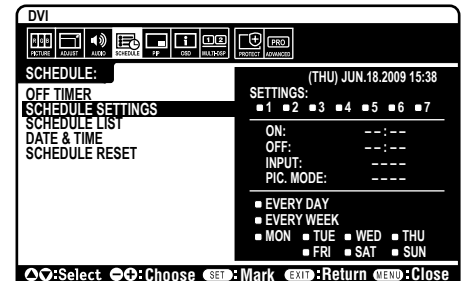 DVI
RGB
PICTURE ADJUST AUDIO SCHEDULE PIP OSD MULTI-DSP PROTECT ADVANCED
1 2
PRO
SCHEDULE:
OFF TIMER
SCHEDULE SETTINGS
SCHEDULE LIST
DATE & TIME
SCHEDULE RESET
(THU) JUN.18.2009 15:38
SETTINGS:
1 2 3 4 5 6 7
ON: --:--
OFF: --:--
INPUT: ----
PIC. MODE: ----
EVERY DAY
EVERY WEEK
MON TUE WED THU
FRI SAT SUN
:Select :Choose SET :Mark EXIT :Return MENU :Close